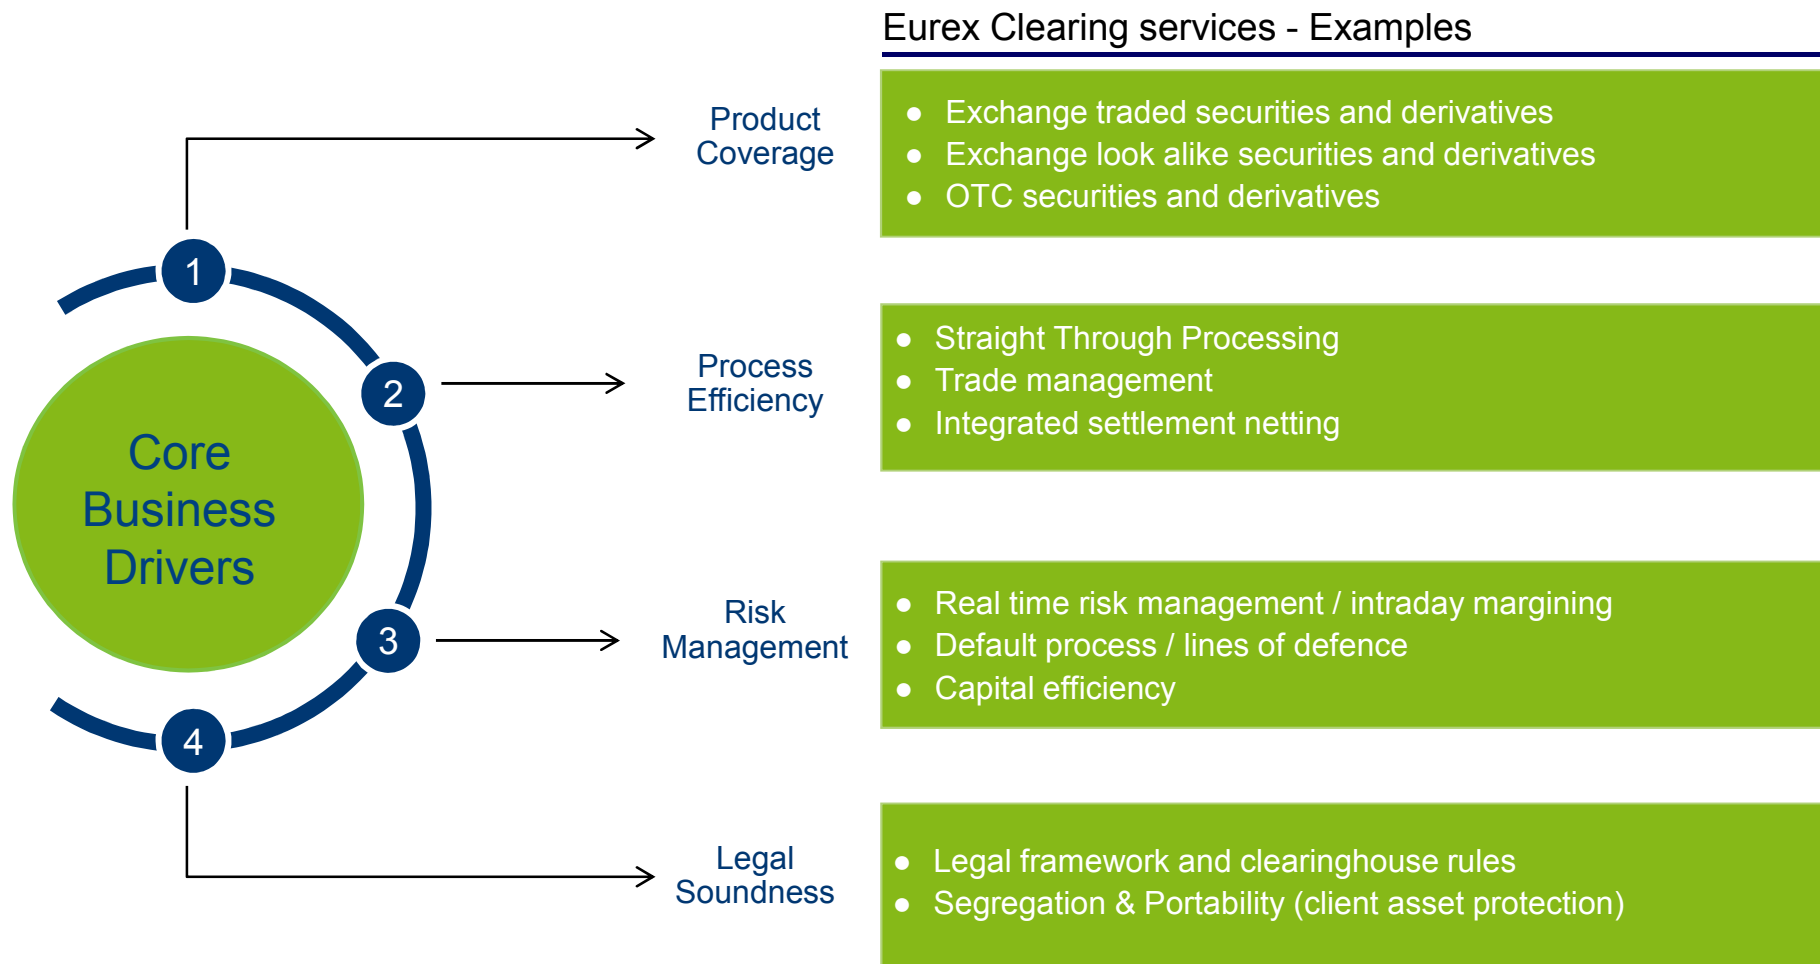 Eurex Clearing services - Examples
Core
Business
Drivers
1
Product
Coverage
● Exchange traded securities and derivatives
● Exchange look alike securities and derivatives
● OTC securities and derivatives
2
Process
Efficiency
● Straight Through Processing
● Trade management
● Integrated settlement netting
3
Risk
Management
● Real time risk management / intraday margining
● Default process / lines of defence
● Capital efficiency
4
Legal
Soundness
● Legal framework and clearinghouse rules
● Segregation & Portability (client asset protection)